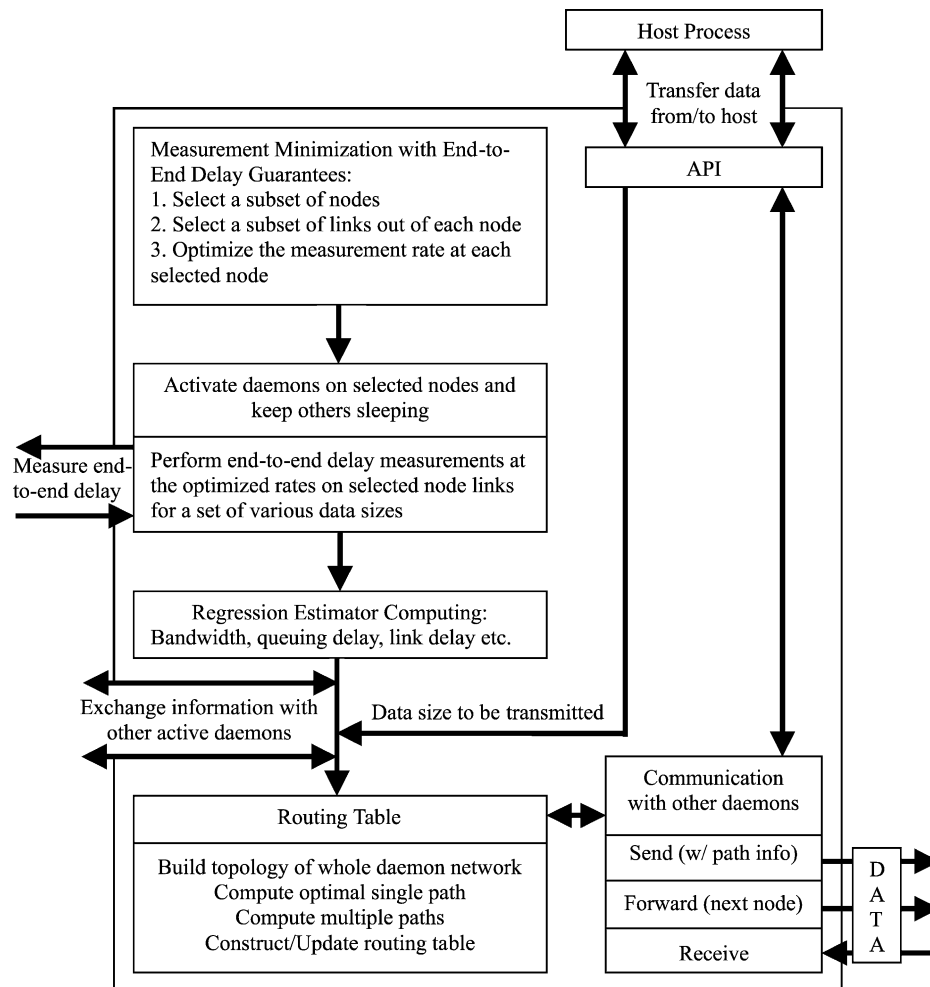 Host Process
Transfer data
from/to host
API
Measurement Minimization with End-to-
End Delay Guarantees:
1. Select a subset of nodes
2. Select a subset of links out of each node
3. Optimize the measurement rate at each
selected node
Activate daemons on selected nodes and
keep others sleeping
Measure end-
to-end delay
Perform end-to-end delay measurements at
the optimized rates on selected node links
for a set of various data sizes
Regression Estimator Computing:
Bandwidth, queuing delay, link delay etc.
Exchange information with
other active daemons
Data size to be transmitted
Routing Table
Build topology of whole daemon network
Compute optimal single path
Compute multiple paths
Construct/Update routing table
Communication
with other daemons
Send (w/ path info)
Forward (next node)
Receive
D
A
T
A